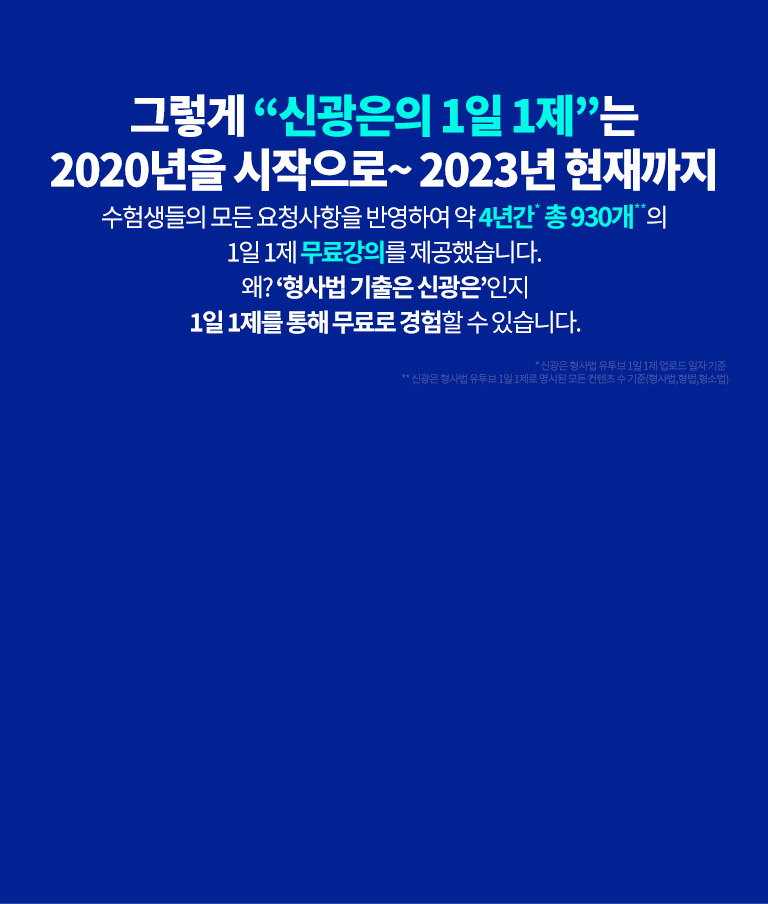 그렇게 “신광은의 1일 1제”는
2020년을 시작으로~ 2023년 현재까지
수험생들의 모든 요청사항을 반영하여 약 4년간* 총 930개**의
1일 1제 무료강의를 제공했습니다.
왜? ‘형사법 기출은 신광은’인지
1일 1제를 통해 무료로 경험할 수 있습니다.
* 신광은 형사법 유투브 1일 1제 업로드 일자 기준
** 신광은 형사법 유투브 1일 1제로 명시된 모든 컨텐츠 수 기준(형사법,형법,형소법)